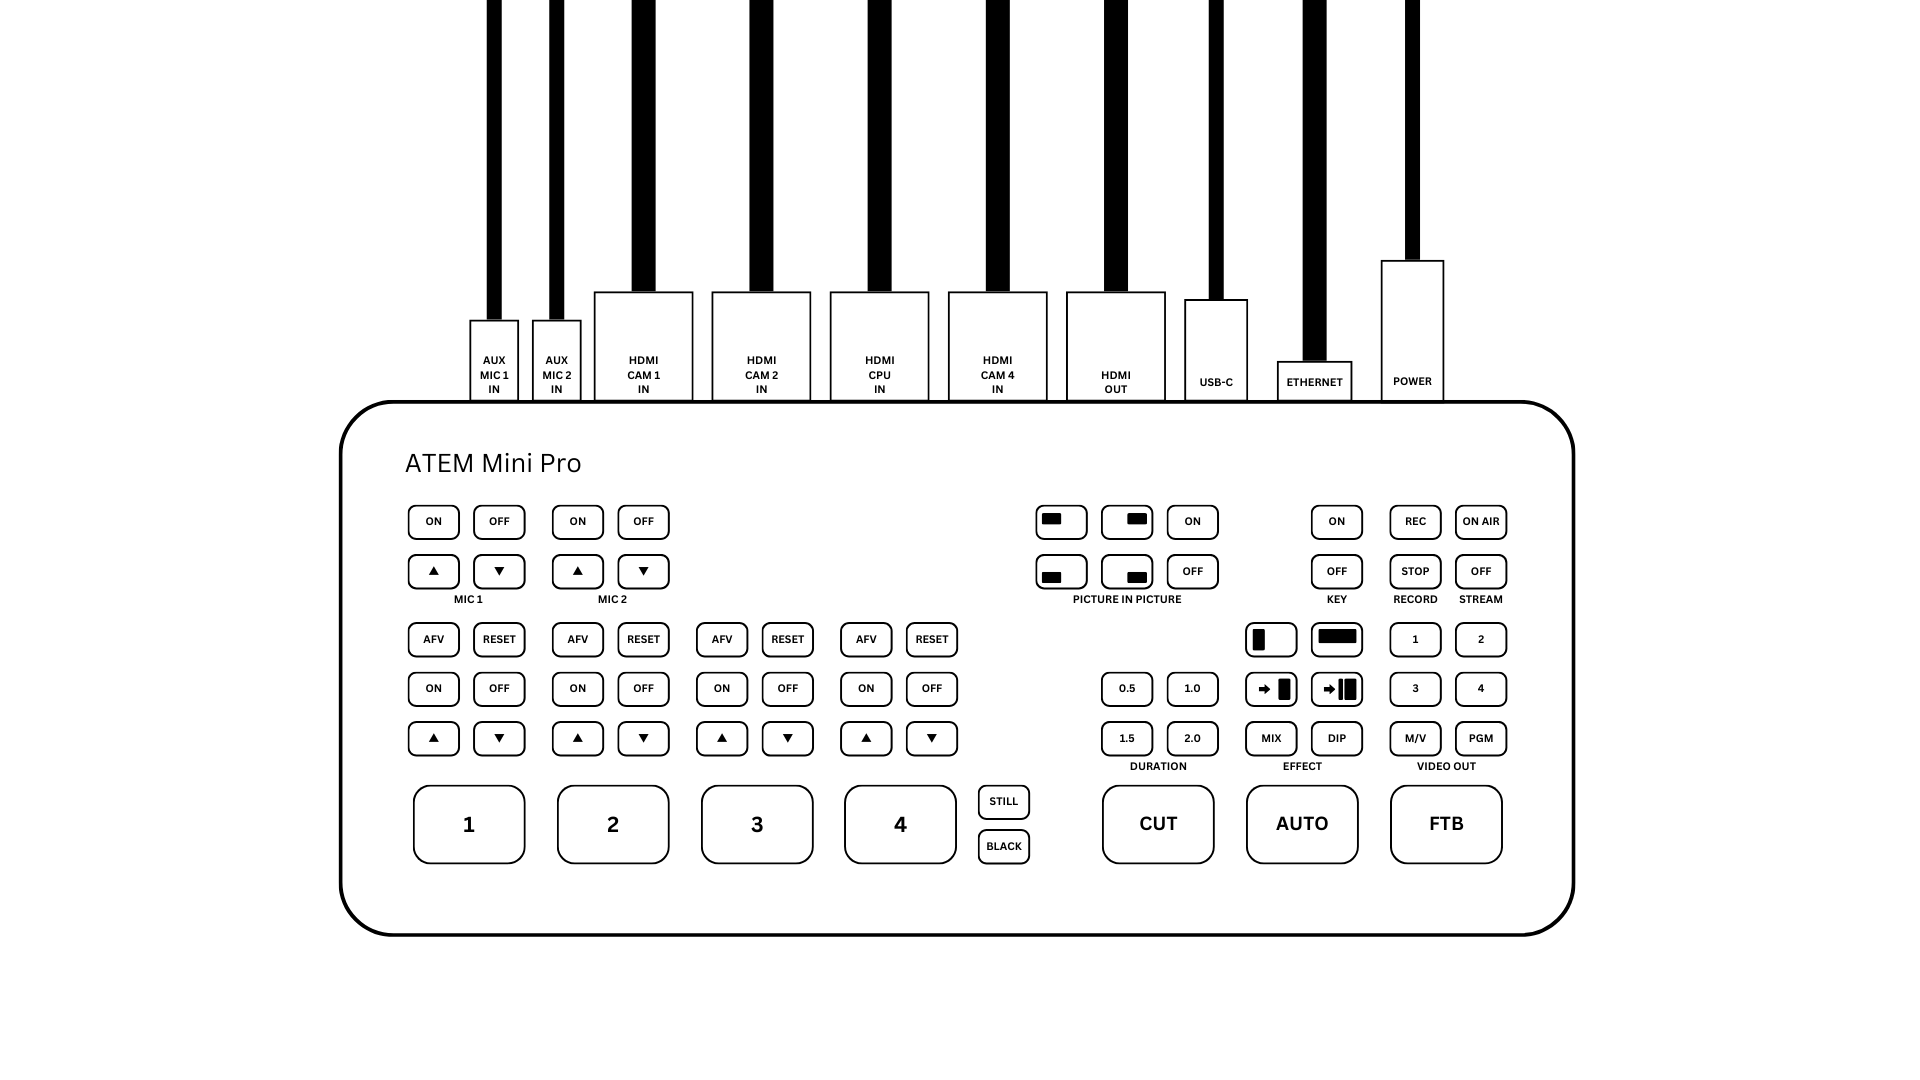 AUX
MIC 1
IN
AUX
MIC 2
IN
HDMI
CAM 1
IN
HDMI
CAM 2
IN
HDMI
CPU
IN
HDMI
CAM 4
IN
HDMI
OUT
USB-C
ETHERNET
POWER
ATEM Mini Pro
ON OFF ON OFF ON ON REC ON AIR
OFF OFF STOP OFF
MIC 1 MIC 2 PICTURE IN PICTURE KEY RECORD STREAM
AFV RESET AFV RESET AFV RESET AFV RESET 1 2
ON OFF ON OFF ON OFF ON OFF 0.5 1.0 3 4
1.5 2.0 MIX DIP M/V PGM
DURATION EFFECT VIDEO OUT
1 2 3 4 STILL CUT AUTO FTB
BLACK